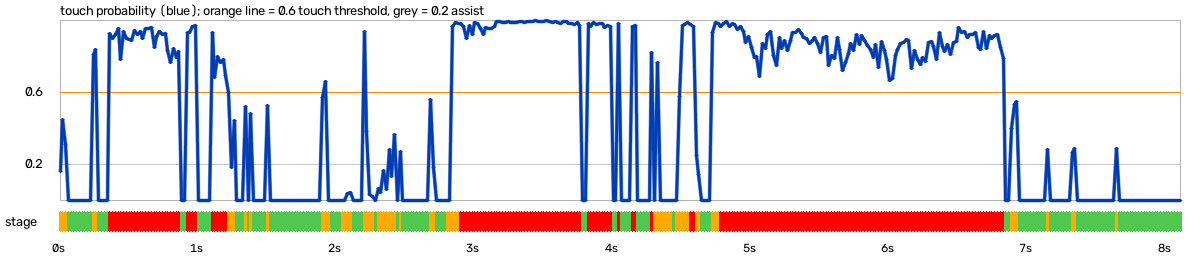 touch probability (blue); orange line = 0.6 touch threshold, grey = 0.2 assist
0.6
0.2
stage
0s 1s 2s 3s 4s 5s 6s 7s 8s